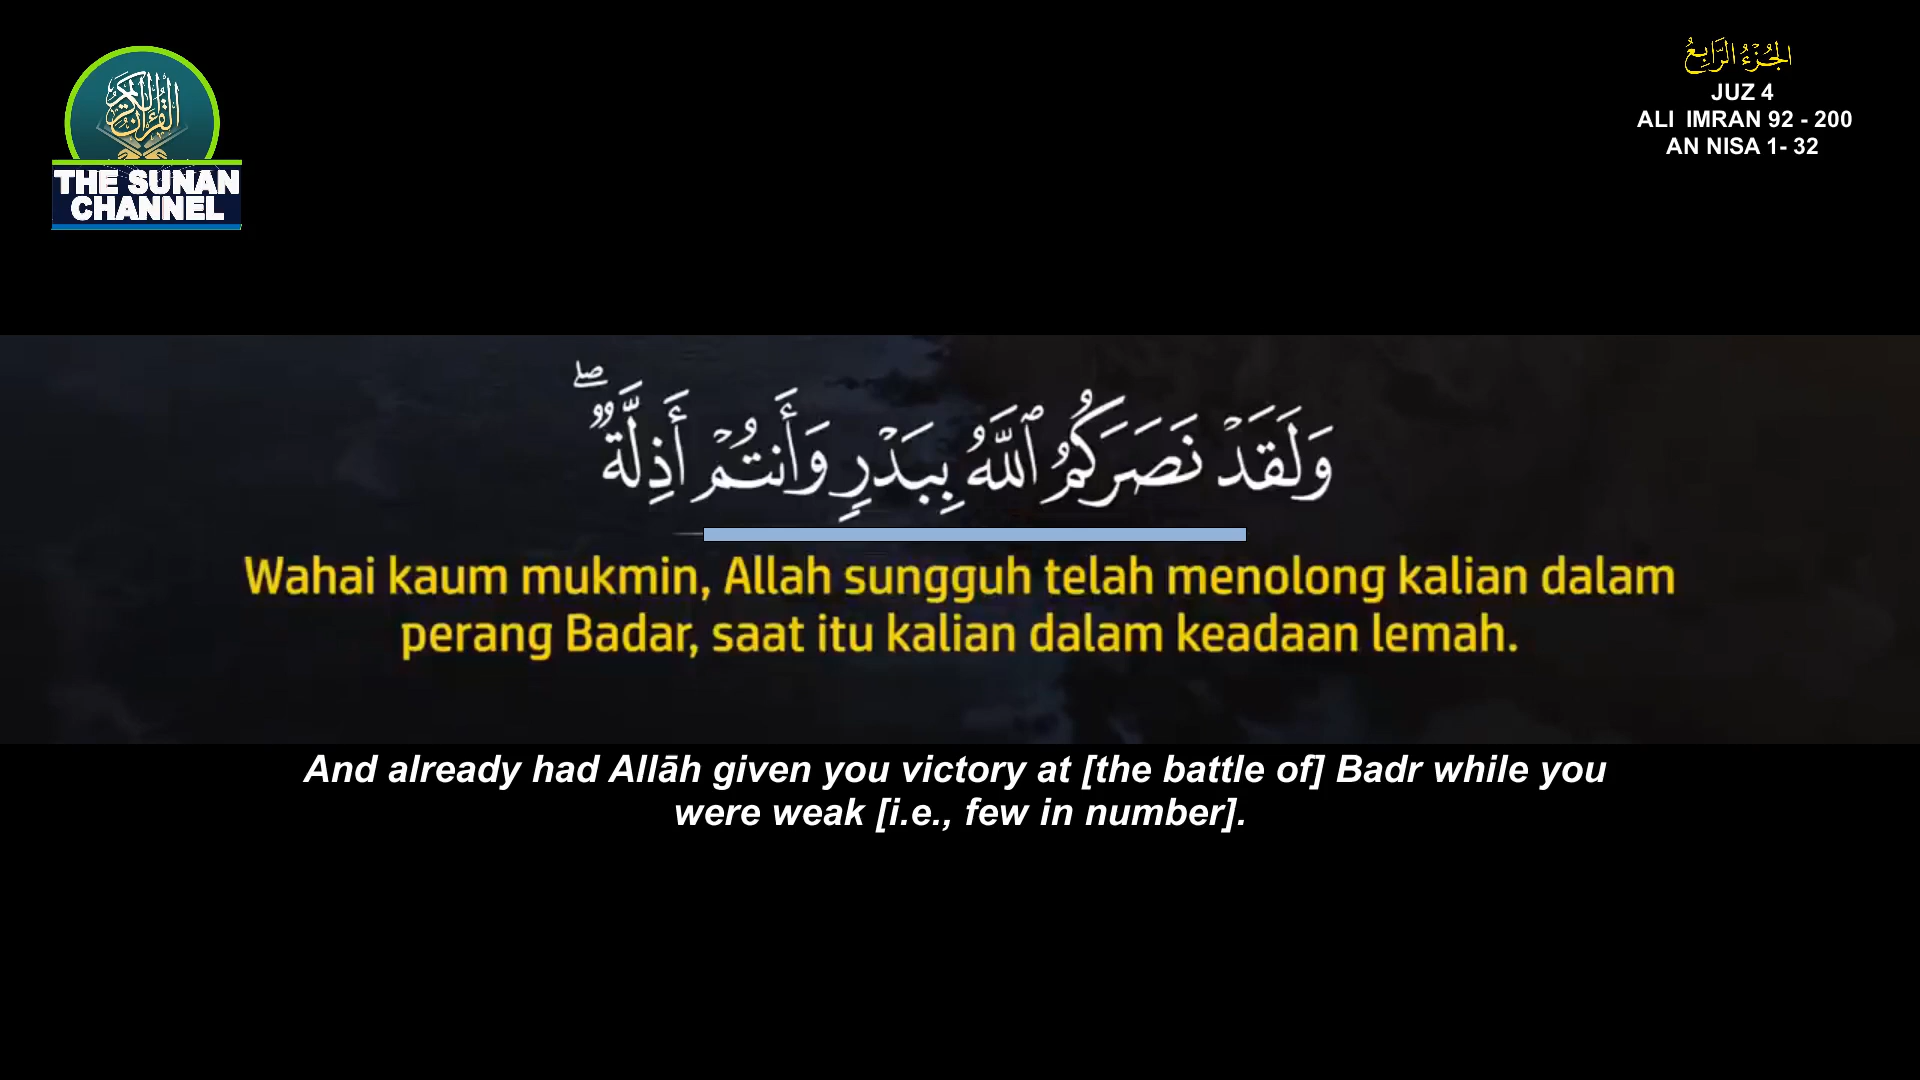 القرآن الكريم
THE SUNAN
CHANNEL
الجُزْءُ الرَّابِعُ
JUZ 4
ALI IMRAN 92 - 200
AN NISA 1- 32
وَلَقَدْ نَصَرَكُمُ ٱللَّهُ بِبَدْرٍ وَأَنتُمْ أَذِلَّةٌ ۖ
Wahai kaum mukmin, Allah sungguh telah menolong kalian dalam
perang Badar, saat itu kalian dalam keadaan lemah.
And already had Allāh given you victory at [the battle of] Badr while you
were weak [i.e., few in number].